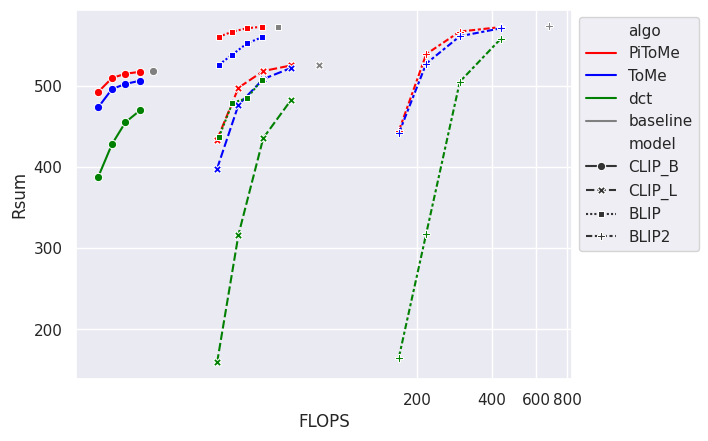 algo
PiToMe
ToMe
dct
baseline
model
CLIP_B
CLIP_L
BLIP
BLIP2
500
400
300
200
Rsum
200
400
600
800
FLOPS